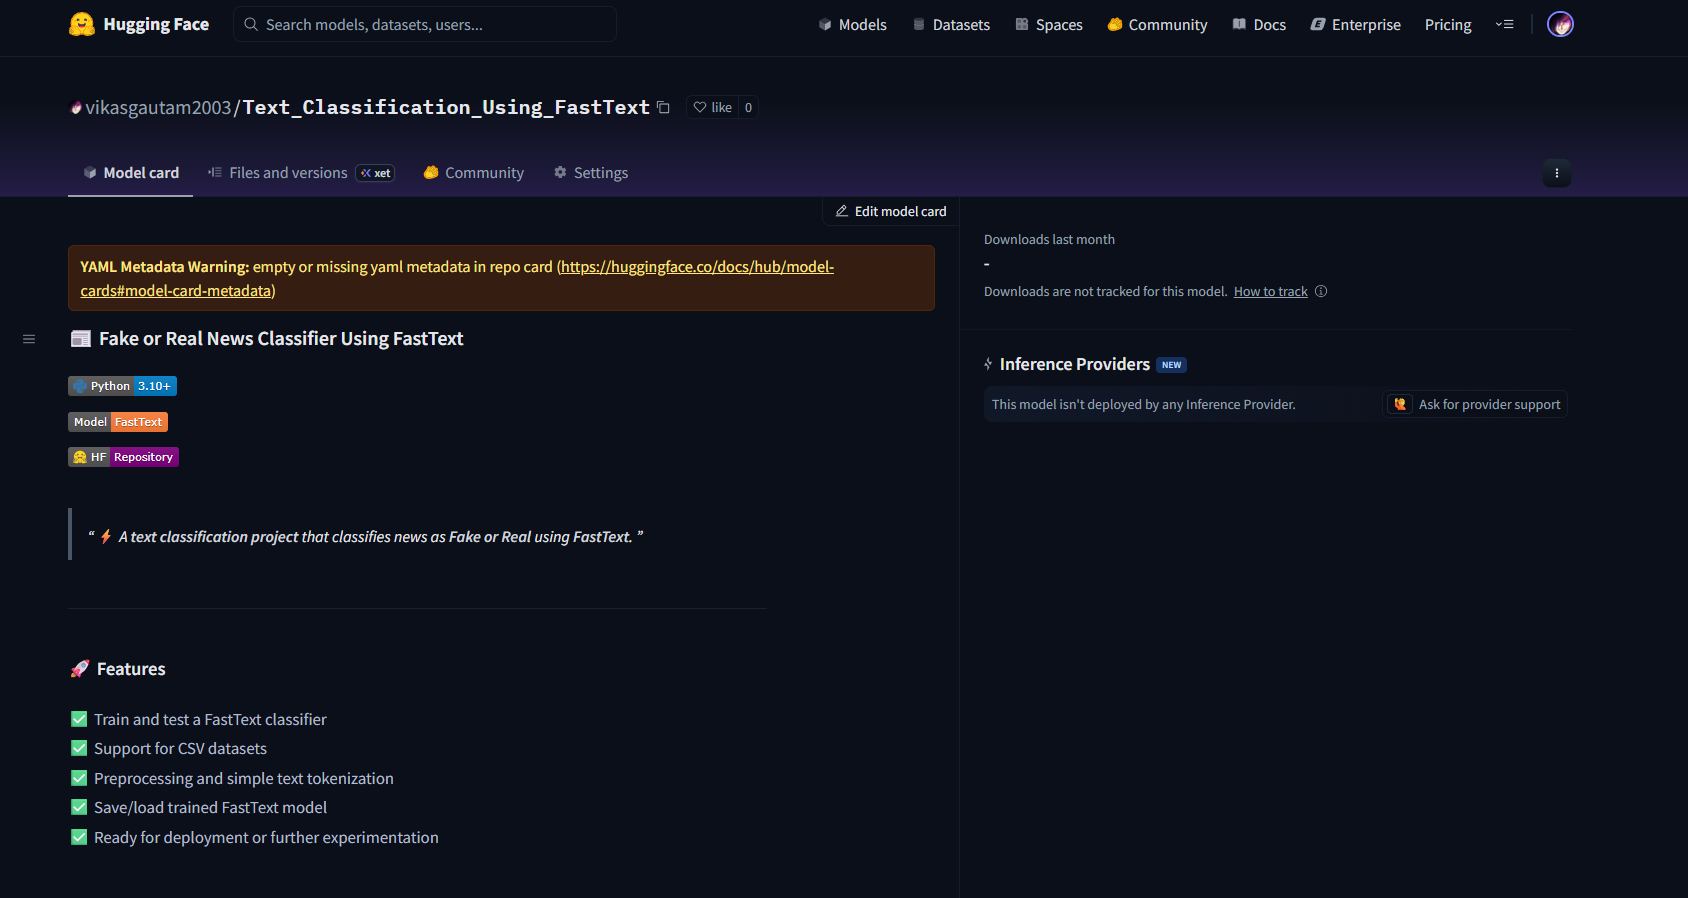 Hugging Face
Search models, datasets, users...
Models
Datasets
Spaces
Community
Docs
Enterprise
Pricing
vikasgautam2003/Text_Classification_Using_FastText
like 0
Model card
Files and versions xet
Community
Settings
Edit model card
YAML Metadata Warning: empty or missing yaml metadata in repo card (https://huggingface.co/docs/hub/model-
cards#model-card-metadata)
📰 Fake or Real News Classifier Using FastText
Python 3.10+
Model FastText
🤗 HF Repository
“ ⚡ A text classification project that classifies news as Fake or Real using FastText. ”
🚀 Features
✅ Train and test a FastText classifier
✅ Support for CSV datasets
✅ Preprocessing and simple text tokenization
✅ Save/load trained FastText model
✅ Ready for deployment or further experimentation
Downloads last month
-
Downloads are not tracked for this model. How to track
Inference Providers NEW
This model isn't deployed by any Inference Provider.
Ask for provider support